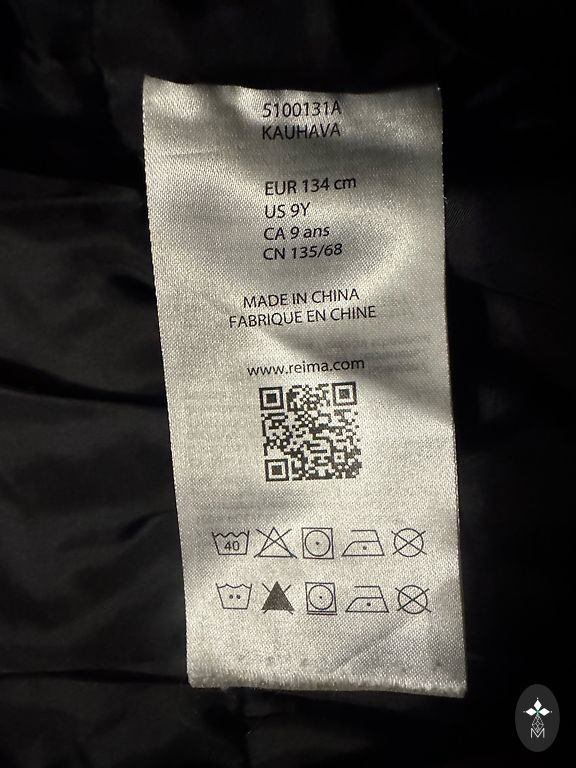 5100131A
KAUHAVA
EUR 134 cm
US 9Y
CA 9 ans
CN 135/68
MADE IN CHINA
FABRIQUE EN CHINE
www.reima.com
40
M